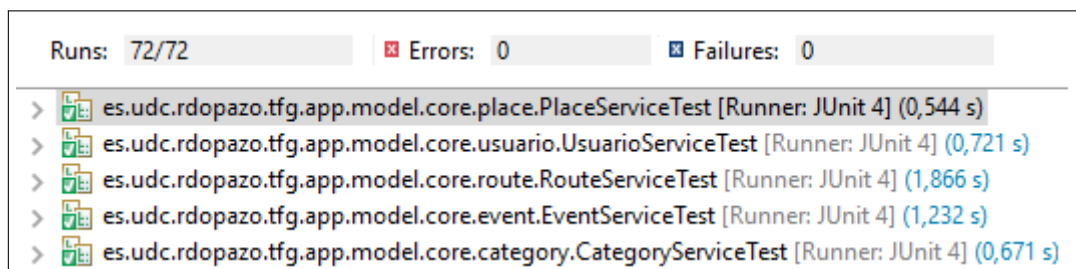 Runs: 72/72 Errors: 0 Failures: 0
es.udc.rdopazo.tfg.app.model.core.place.PlaceServiceTest [Runner: JUnit 4] (0,544 s)
es.udc.rdopazo.tfg.app.model.core.usuario.UsuarioServiceTest [Runner: JUnit 4] (0,721 s)
es.udc.rdopazo.tfg.app.model.core.route.RouteServiceTest [Runner: JUnit 4] (1,866 s)
es.udc.rdopazo.tfg.app.model.core.event.EventServiceTest [Runner: JUnit 4] (1,232 s)
es.udc.rdopazo.tfg.app.model.core.category.CategoryServiceTest [Runner: JUnit 4] (0,671 s)